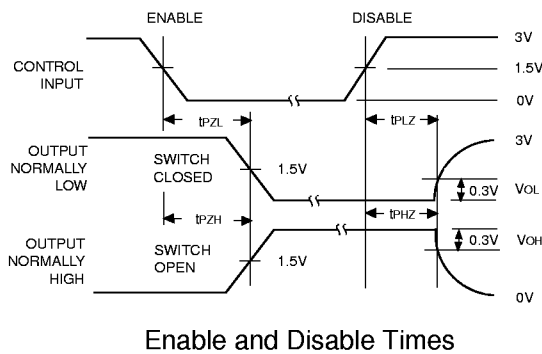 ENABLE
DISABLE
CONTROL
INPUT
3V
1.5V
0V
tPZL
tPLZ
OUTPUT
NORMALLY
LOW
SWITCH
CLOSED
1.5V
3V
0.3V
VOL
tPZH
tPHZ
OUTPUT
NORMALLY
HIGH
SWITCH
OPEN
1.5V
0.3V
VOH
0V
Enable and Disable Times